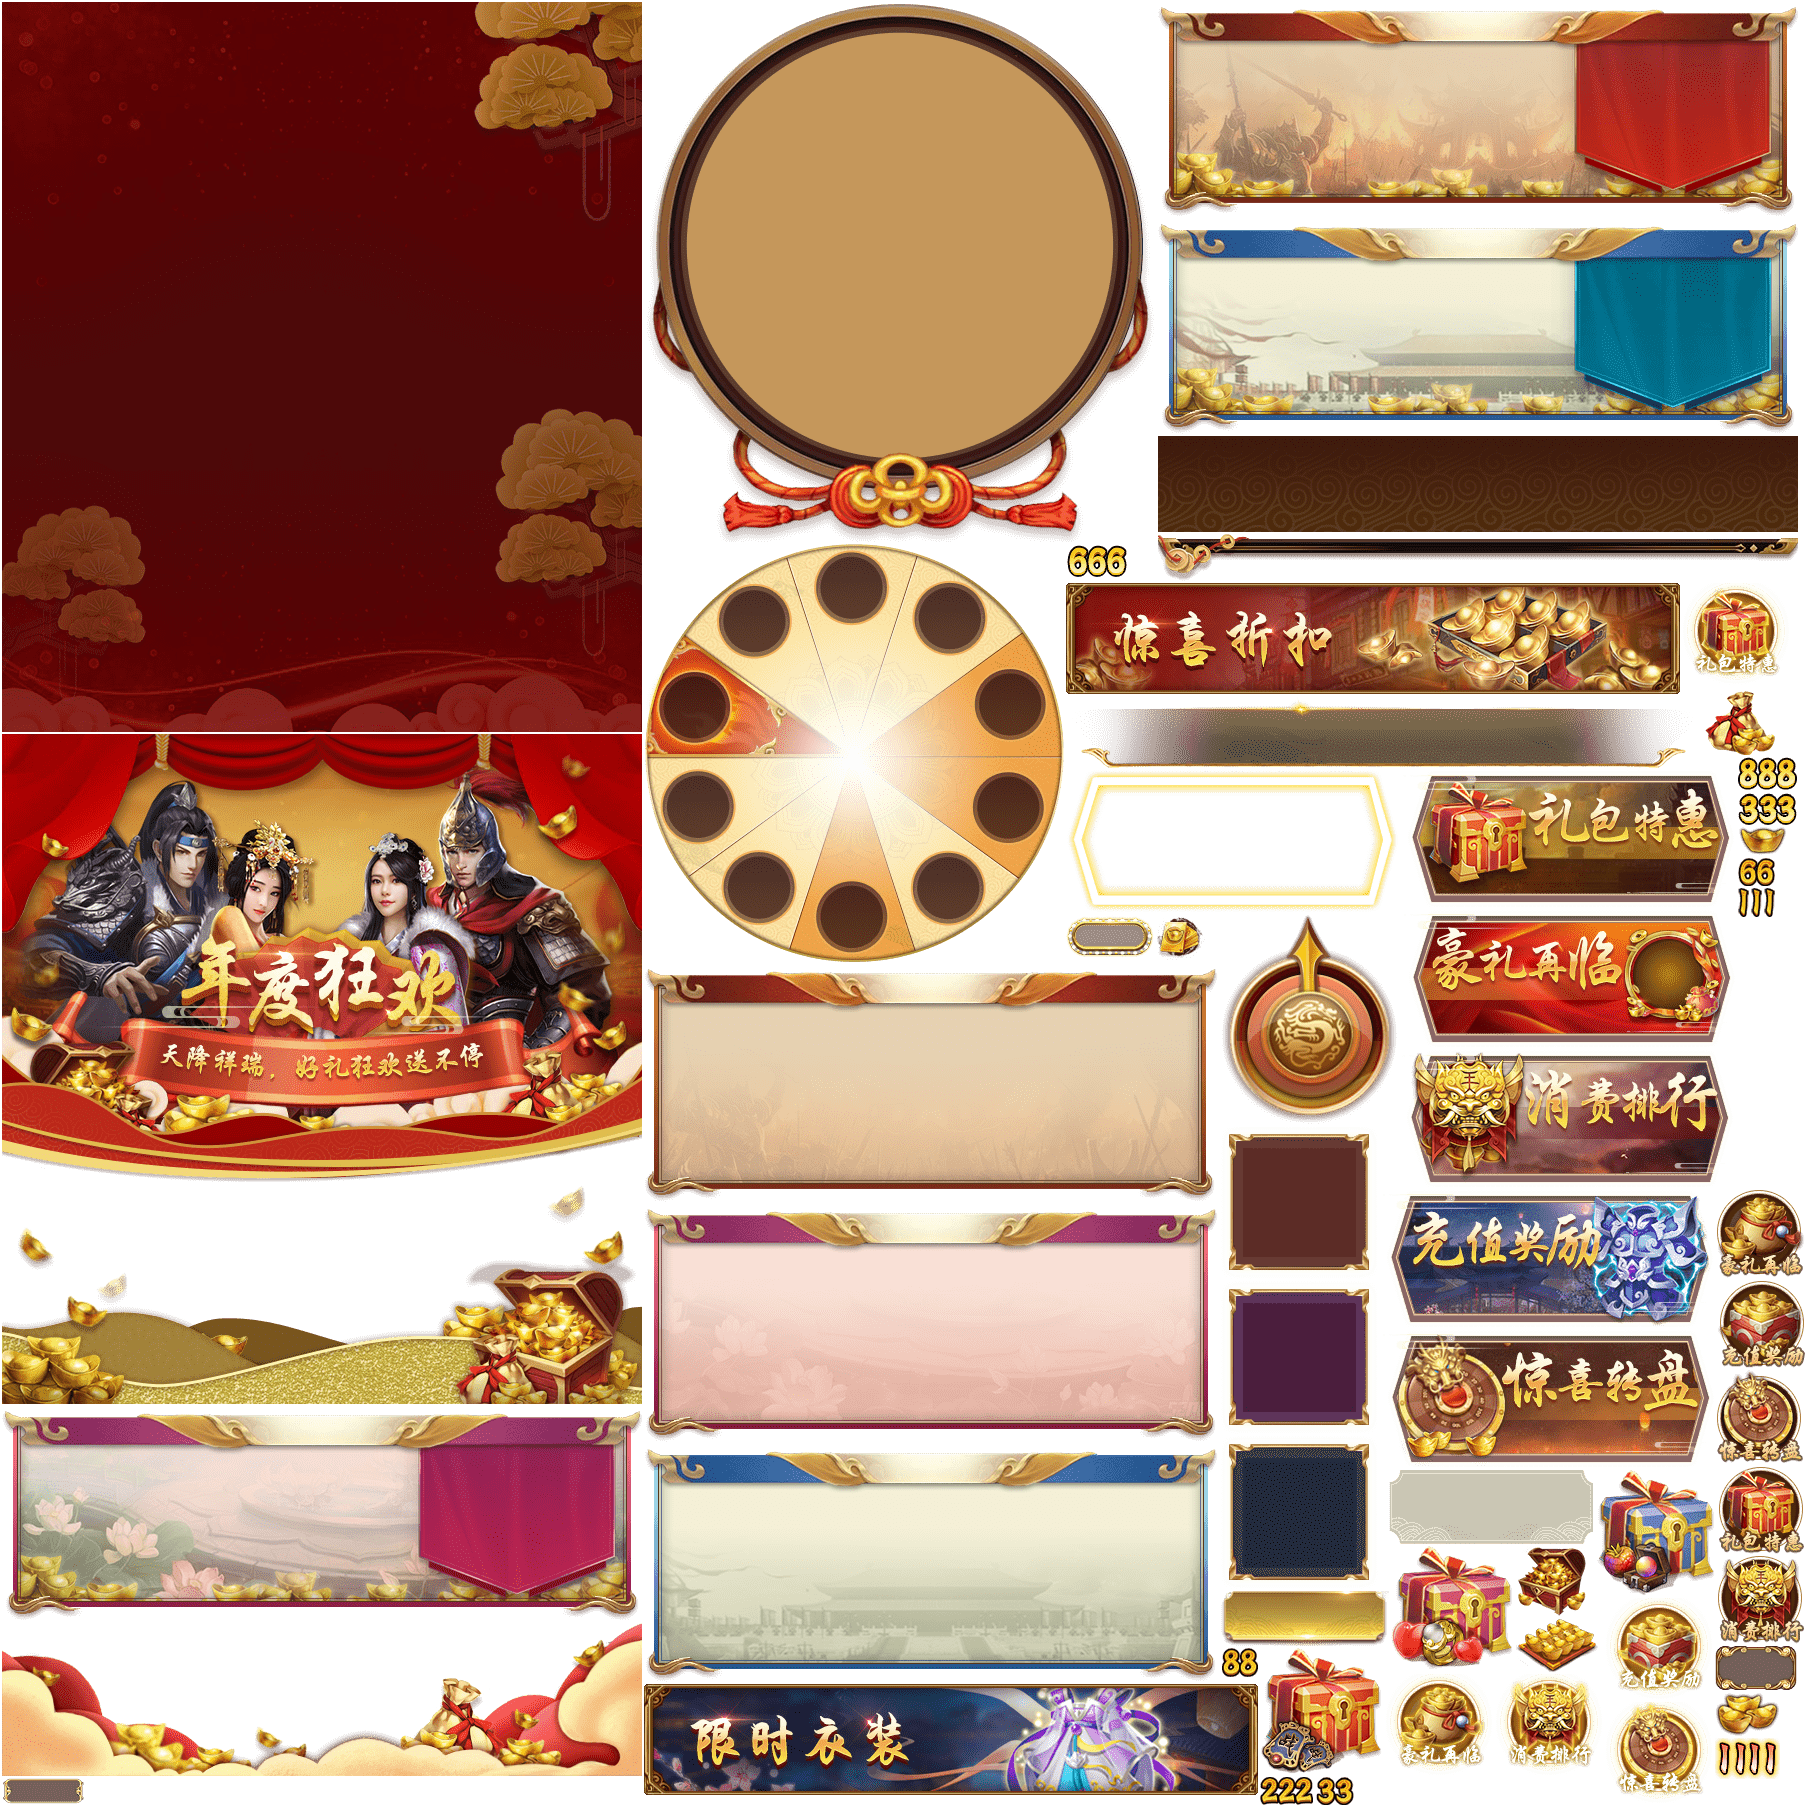 666
惊喜折扣
礼包特惠
888
礼包特惠
333
66
111
豪礼再临
年度狂欢
天降祥瑞，好礼狂欢送不停
消费排行
充值奖励
豪礼再临
充值奖励
惊喜转盘
惊喜转盘
礼包特惠
消费排行
88
充值奖励
限时衣装
豪礼再临
消费排行
1111
惊喜转盘
222
33